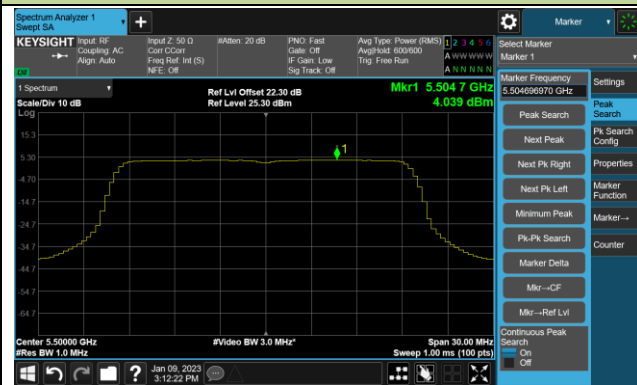 Spectrum Analyzer 1
Swept SA
Marker
KEYSIGHT
Input: RF
Coupling: AC
Align: Auto
Input Z: 50 Ω
Corr CCorr
Freq Ref: Int (S)
NFE: Off
#Atten: 20 dB
PNO: Fast
Gate: Off
IF Gain: Low
Sig Track: Off
Avg Type: Power (RMS)
Avg|Hold: 600/600
Trig: Free Run
1 2 3 4 5 6
A W W W W W
A N N N N N
LXI
Select Marker
Marker 1
1 Spectrum
Scale/Div 10 dB
Log
Ref Lvl Offset 22.30 dB
Ref Level 25.30 dBm
Mkr1 5.504 7 GHz
4.039 dBm
15.3
5.30
-4.70
-14.7
-24.7
-34.7
-44.7
-54.7
-64.7
1
Center 5.50000 GHz
#Res BW 1.0 MHz
#Video BW 3.0 MHz*
Span 30.00 MHz
Sweep 1.00 ms (100 pts)
Marker Frequency
5.504696970 GHz
Peak Search
Next Peak
Next Pk Right
Next Pk Left
Minimum Peak
Pk-Pk Search
Marker Delta
Mkr→CF
Mkr→Ref Lvl
Continuous Peak
Search
On
Off
Settings
Peak
Search
Pk Search
Config
Properties
Marker
Function
Marker→
Counter
Jan 09, 2023
3:12:22 PM